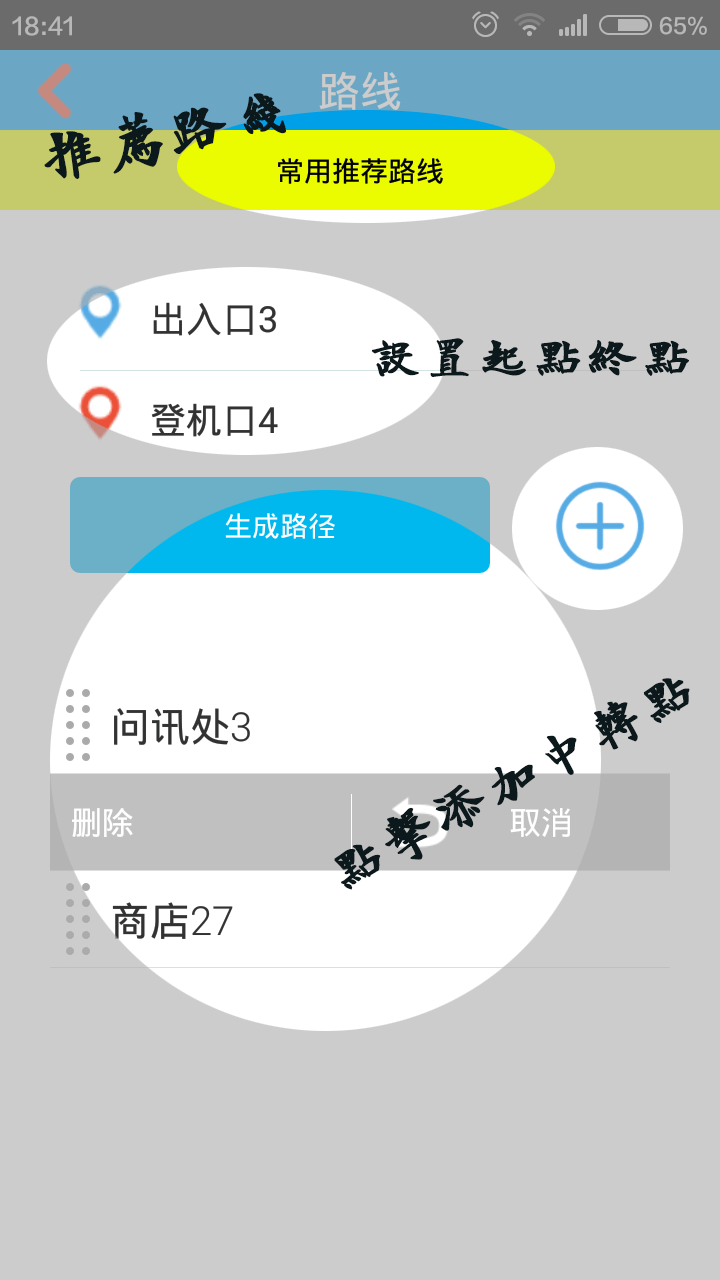 18:41
65%
路线
推薦路綫
常用推荐路线
出入口3
設置起點終點
登机口4
生成路径
问讯处3
點擊添加中轉點
删除
取消
商店27